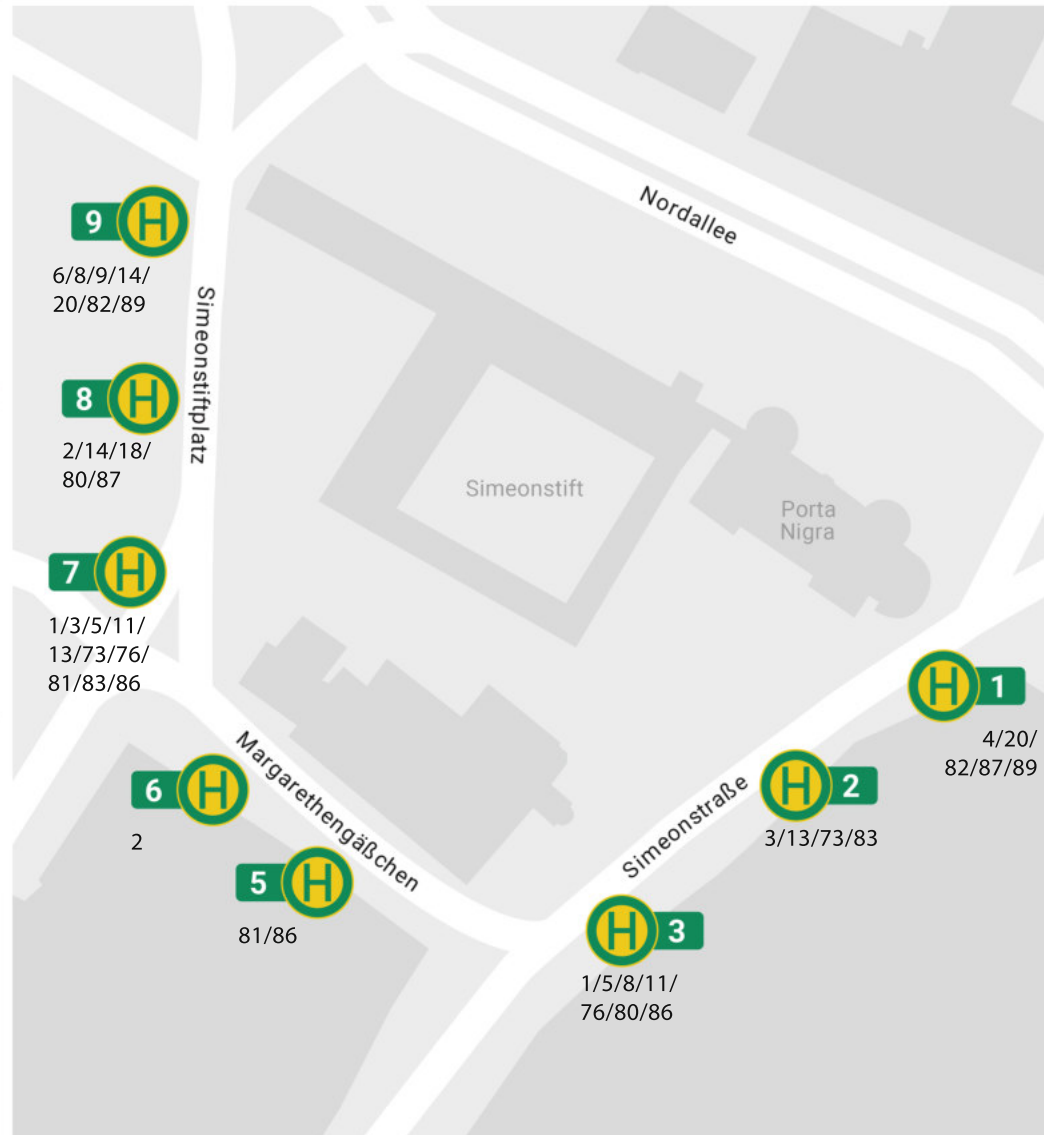 Nordallee
9
H
6/8/9/14/
20/82/89
Simeonstiftplatz
8
H
2/14/18/
80/87
Simeonstift
Porta
Nigra
7
H
1/3/5/11/
13/73/76/
81/83/86
H
1
4/20/
82/87/89
Margarethengäßchen
6
H
2
Simeonstraße
H
2
3/13/73/83
5
H
81/86
H
3
1/5/8/11/
76/80/86